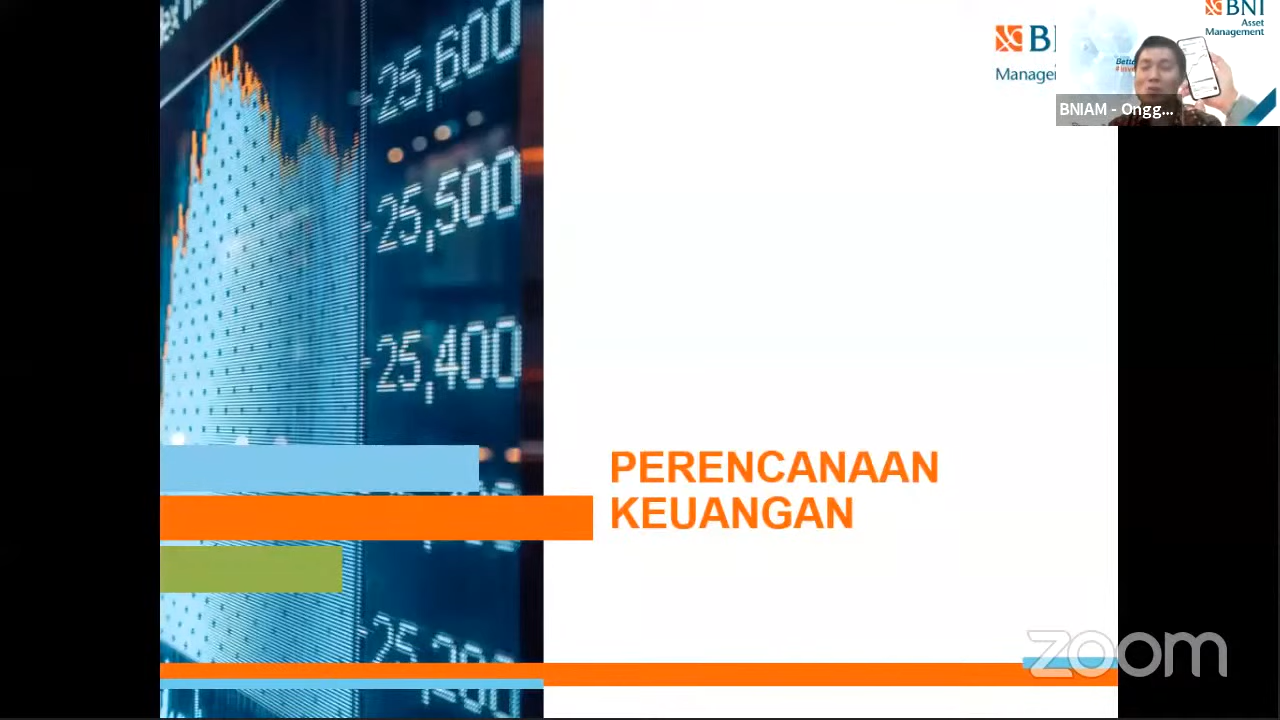 25,600
25,500
25,400
BNI
Asset
Management
BNIAM - Ongg...
PERENCANAAN
KEUANGAN
zoom